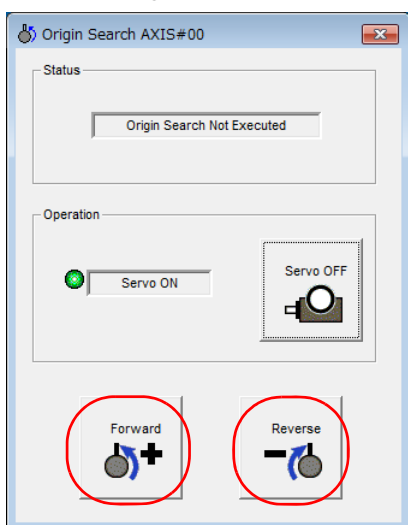 Origin Search AXIS#00
Status
Origin Search Not Executed
Operation
Servo ON
Servo OFF
Forward
Reverse